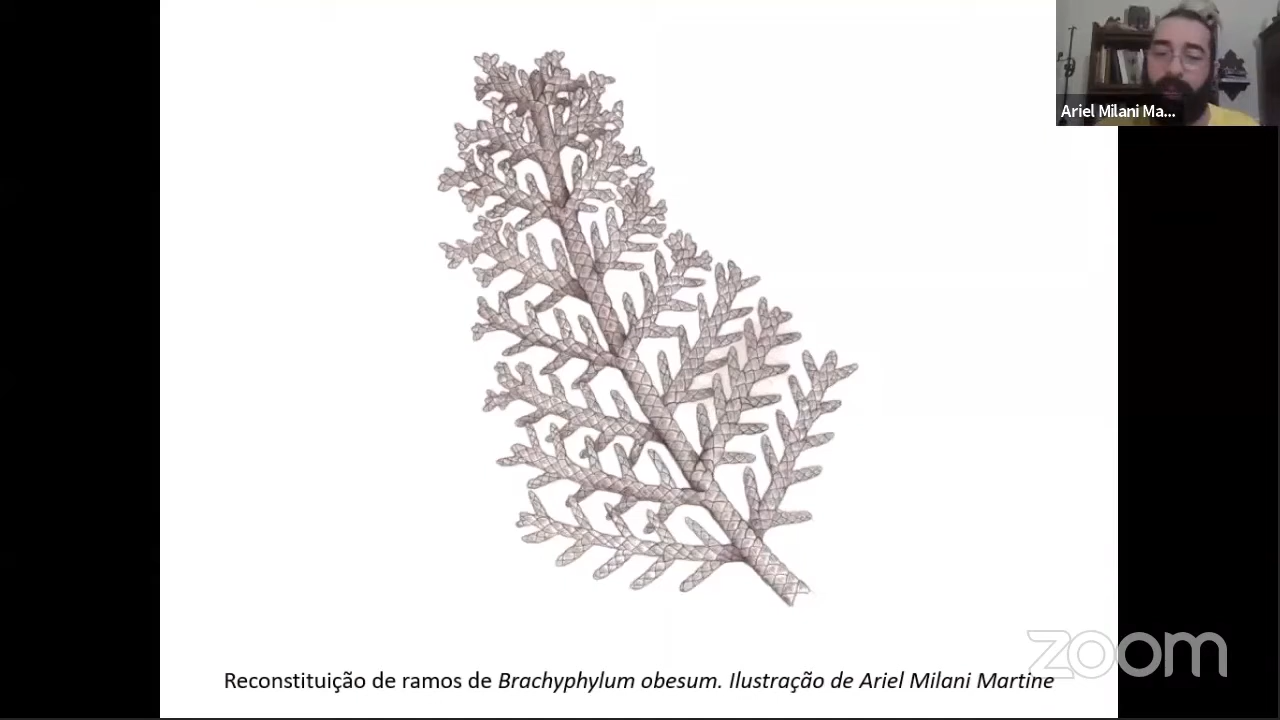 Ariel Milani Ma...
zoom
Reconstituição de ramos de Brachyphylum obesum. Ilustração de Ariel Milani Martine